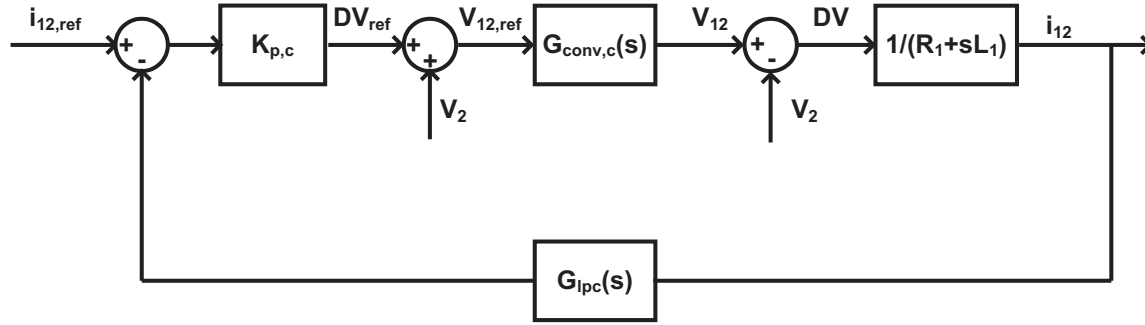 i12,ref
+
-
Kp,c
DVref
+
+
V2
V12,ref
Gconv,c(s)
V12
+
-
V2
DV
1/(R1+sL1)
i12
Glpc(s)